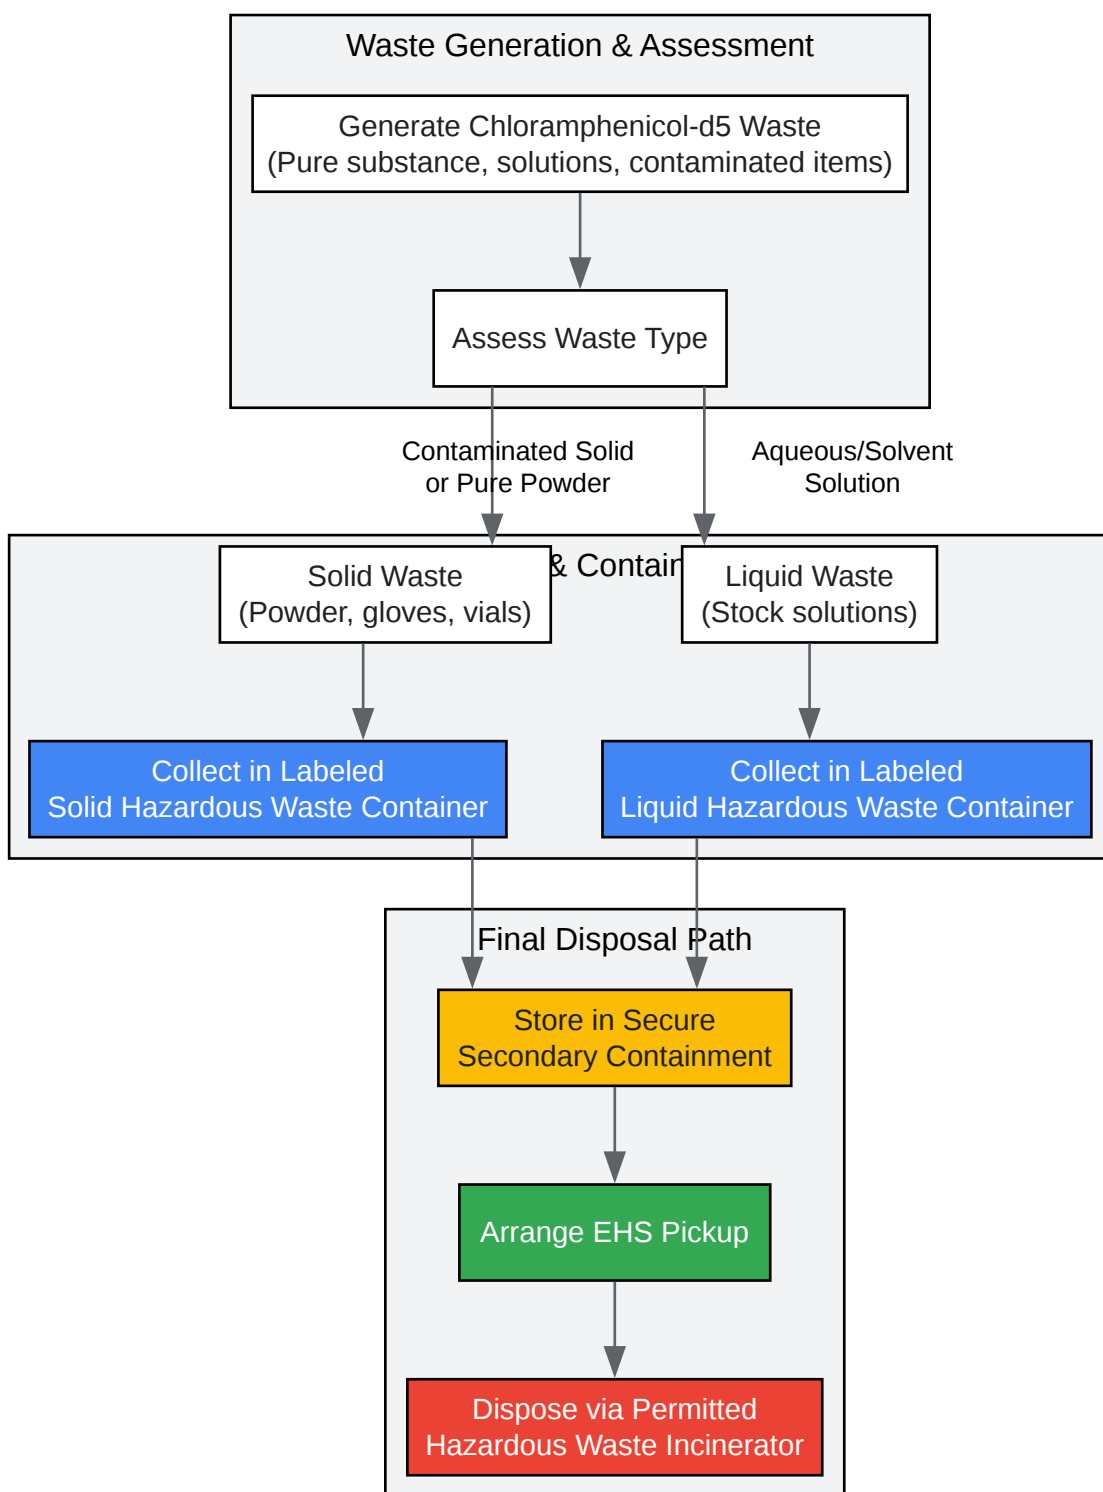 Waste Generation & Assessment
Generate Chloramphenicol-d5 Waste
(Pure substance, solutions, contaminated items)
Assess Waste Type
Contaminated Solid
or Pure Powder
Aqueous/Solvent
Solution
&
Solid Waste
(Powder, gloves, vials)
Liquid Waste
(Stock solutions)
Collect in Labeled
Solid Hazardous Waste Container
Collect in Labeled
Liquid Hazardous Waste Container
Final Disposal Path
Store in Secure
Secondary Containment
Arrange EHS Pickup
Dispose via Permitted
Hazardous Waste Incinerator